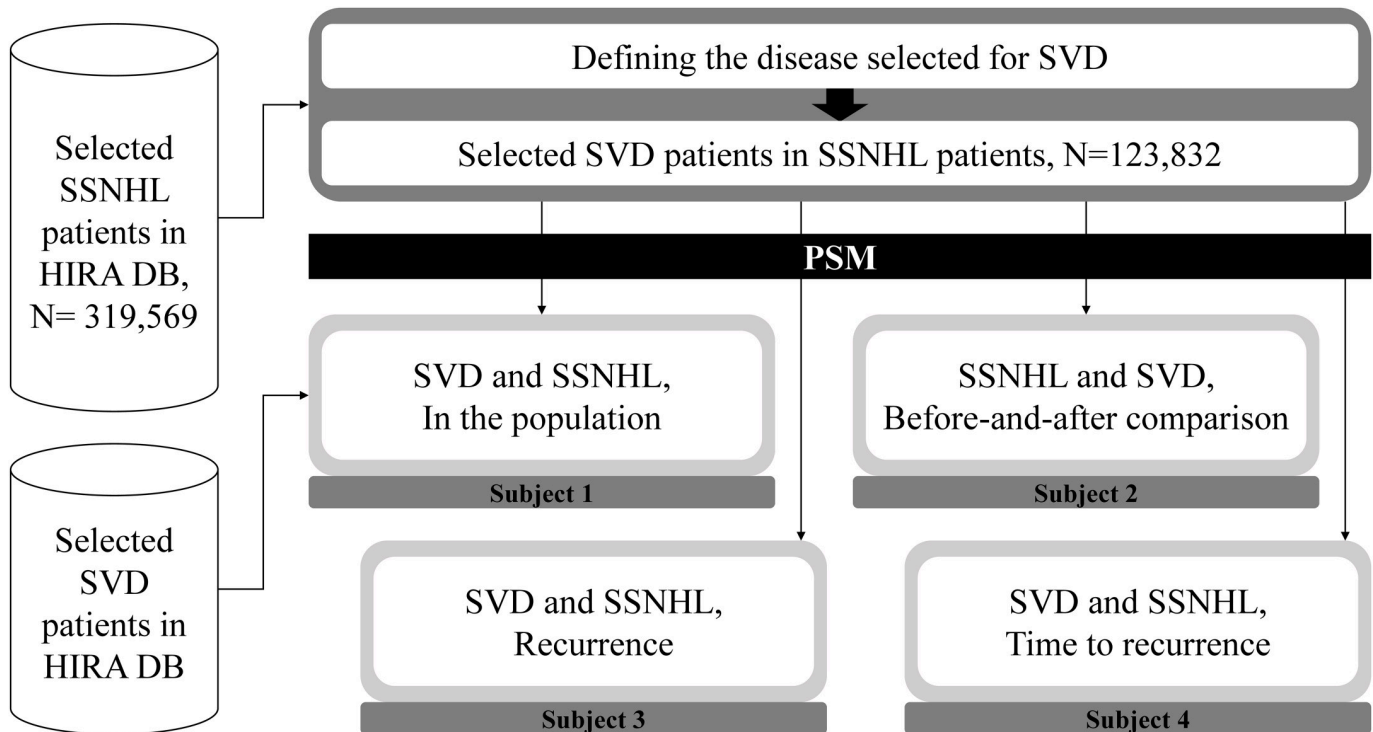 Selected
SSNHL
patients in
HIRA DB,
N= 319,569
Defining the disease selected for SVD
Selected SVD patients in SSNHL patients, N=123,832
PSM
Selected
SVD
patients in
HIRA DB
SVD and SSNHL,
In the population
Subject 1
SSNHL and SVD,
Before-and-after comparison
Subject 2
SVD and SSNHL,
Recurrence
Subject 3
SVD and SSNHL,
Time to recurrence
Subject 4